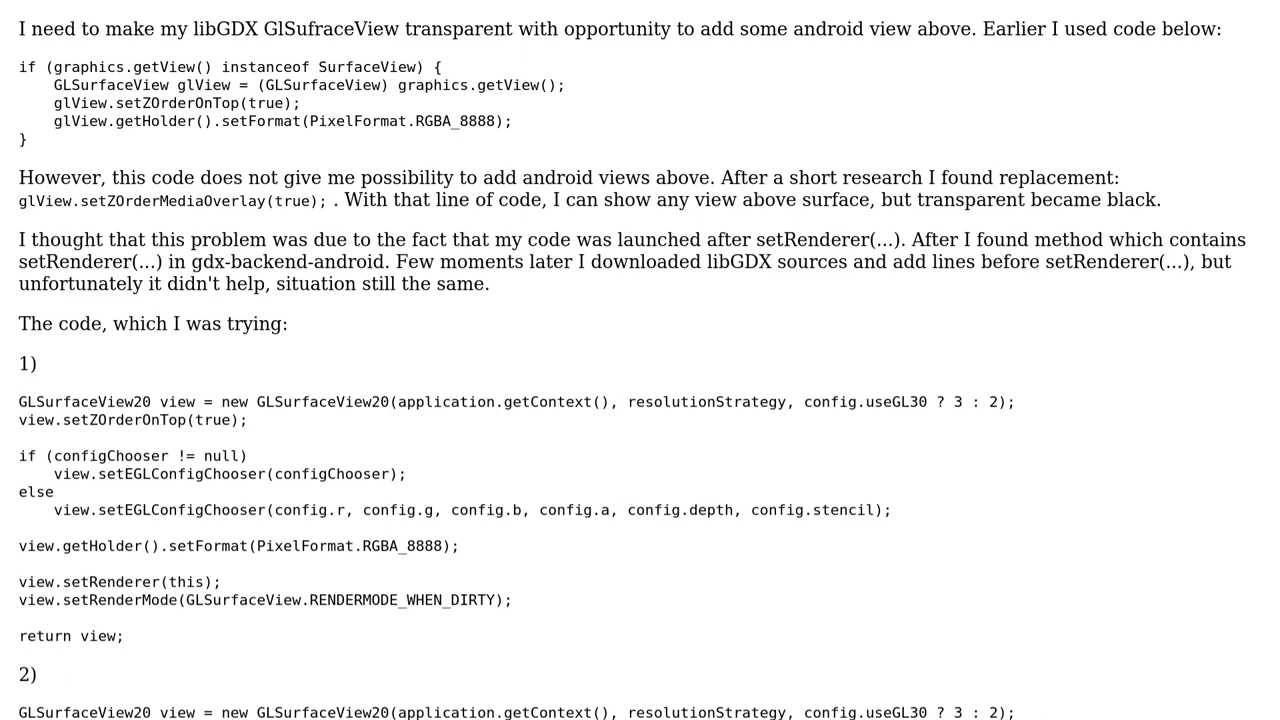 I need to make my libGDX GlSufraceView transparent with opportunity to add some android view above. Earlier I used code below:
if (graphics.getView() instanceof SurfaceView) {
    GLSurfaceView glView = (GLSurfaceView) graphics.getView();
    glView.setZOrderOnTop(true);
    glView.getHolder().setFormat(PixelFormat.RGBA_8888);
}
However, this code does not give me possibility to add android views above. After a short research I found replacement:
glView.setZOrderMediaOverlay(true); . With that line of code, I can show any view above surface, but transparent became black.
I thought that this problem was due to the fact that my code was launched after setRenderer(...). After I found method which contains
setRenderer(...) in gdx-backend-android. Few moments later I downloaded libGDX sources and add lines before setRenderer(...), but
unfortunately it didn't help, situation still the same.
The code, which I was trying:
1)
GLSurfaceView20 view = new GLSurfaceView20(application.getContext(), resolutionStrategy, config.useGL30 ? 3 : 2);
view.setZOrderOnTop(true);
if (configChooser != null)
    view.setEGLConfigChooser(configChooser);
else
    view.setEGLConfigChooser(config.r, config.g, config.b, config.a, config.depth, config.stencil);
view.getHolder().setFormat(PixelFormat.RGBA_8888);
view.setRenderer(this);
view.setRenderMode(GLSurfaceView.RENDERMODE_WHEN_DIRTY);
return view;
2)
GLSurfaceView20 view = new GLSurfaceView20(application.getContext(), resolutionStrategy, config.useGL30 ? 3 : 2);